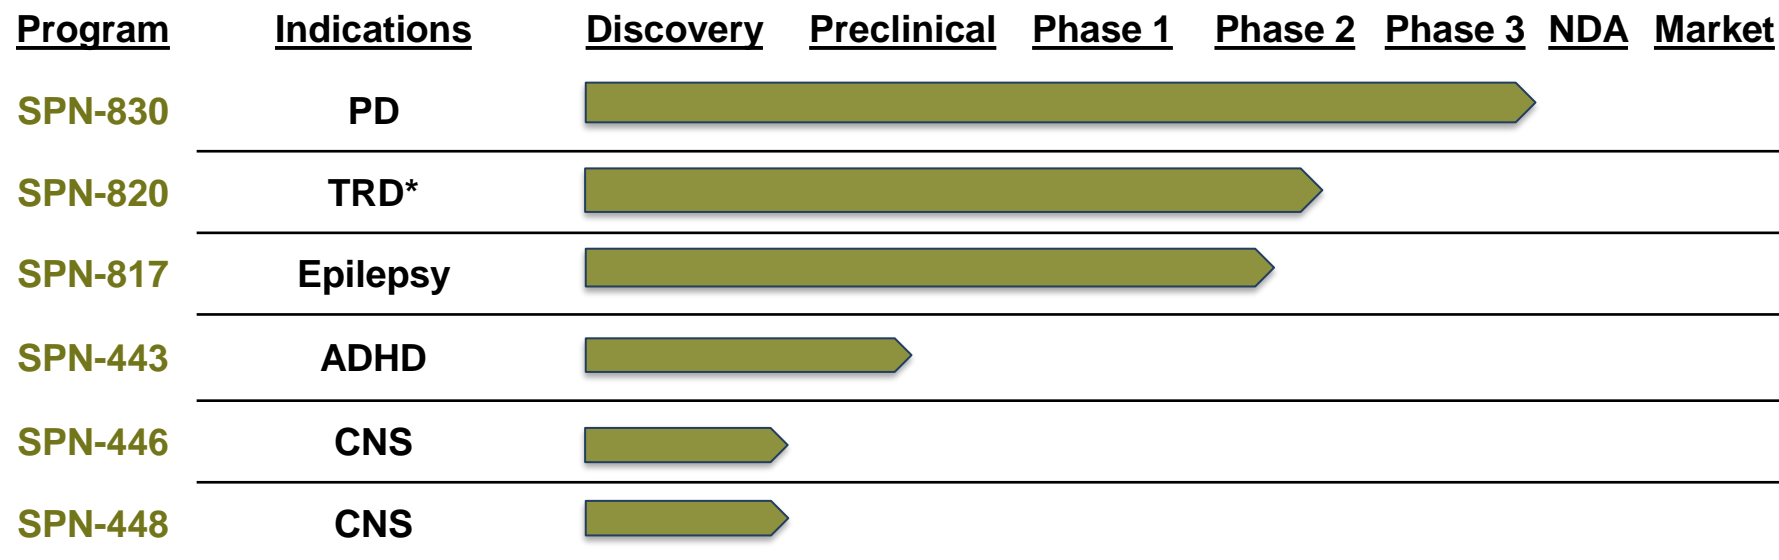 Program Indications Discovery Preclinical Phase 1 Phase 2 Phase 3 NDA Market
SPN-830 PD
SPN-820 TRD*
SPN-817 Epilepsy
SPN-443 ADHD
SPN-446 CNS
SPN-448 CNS